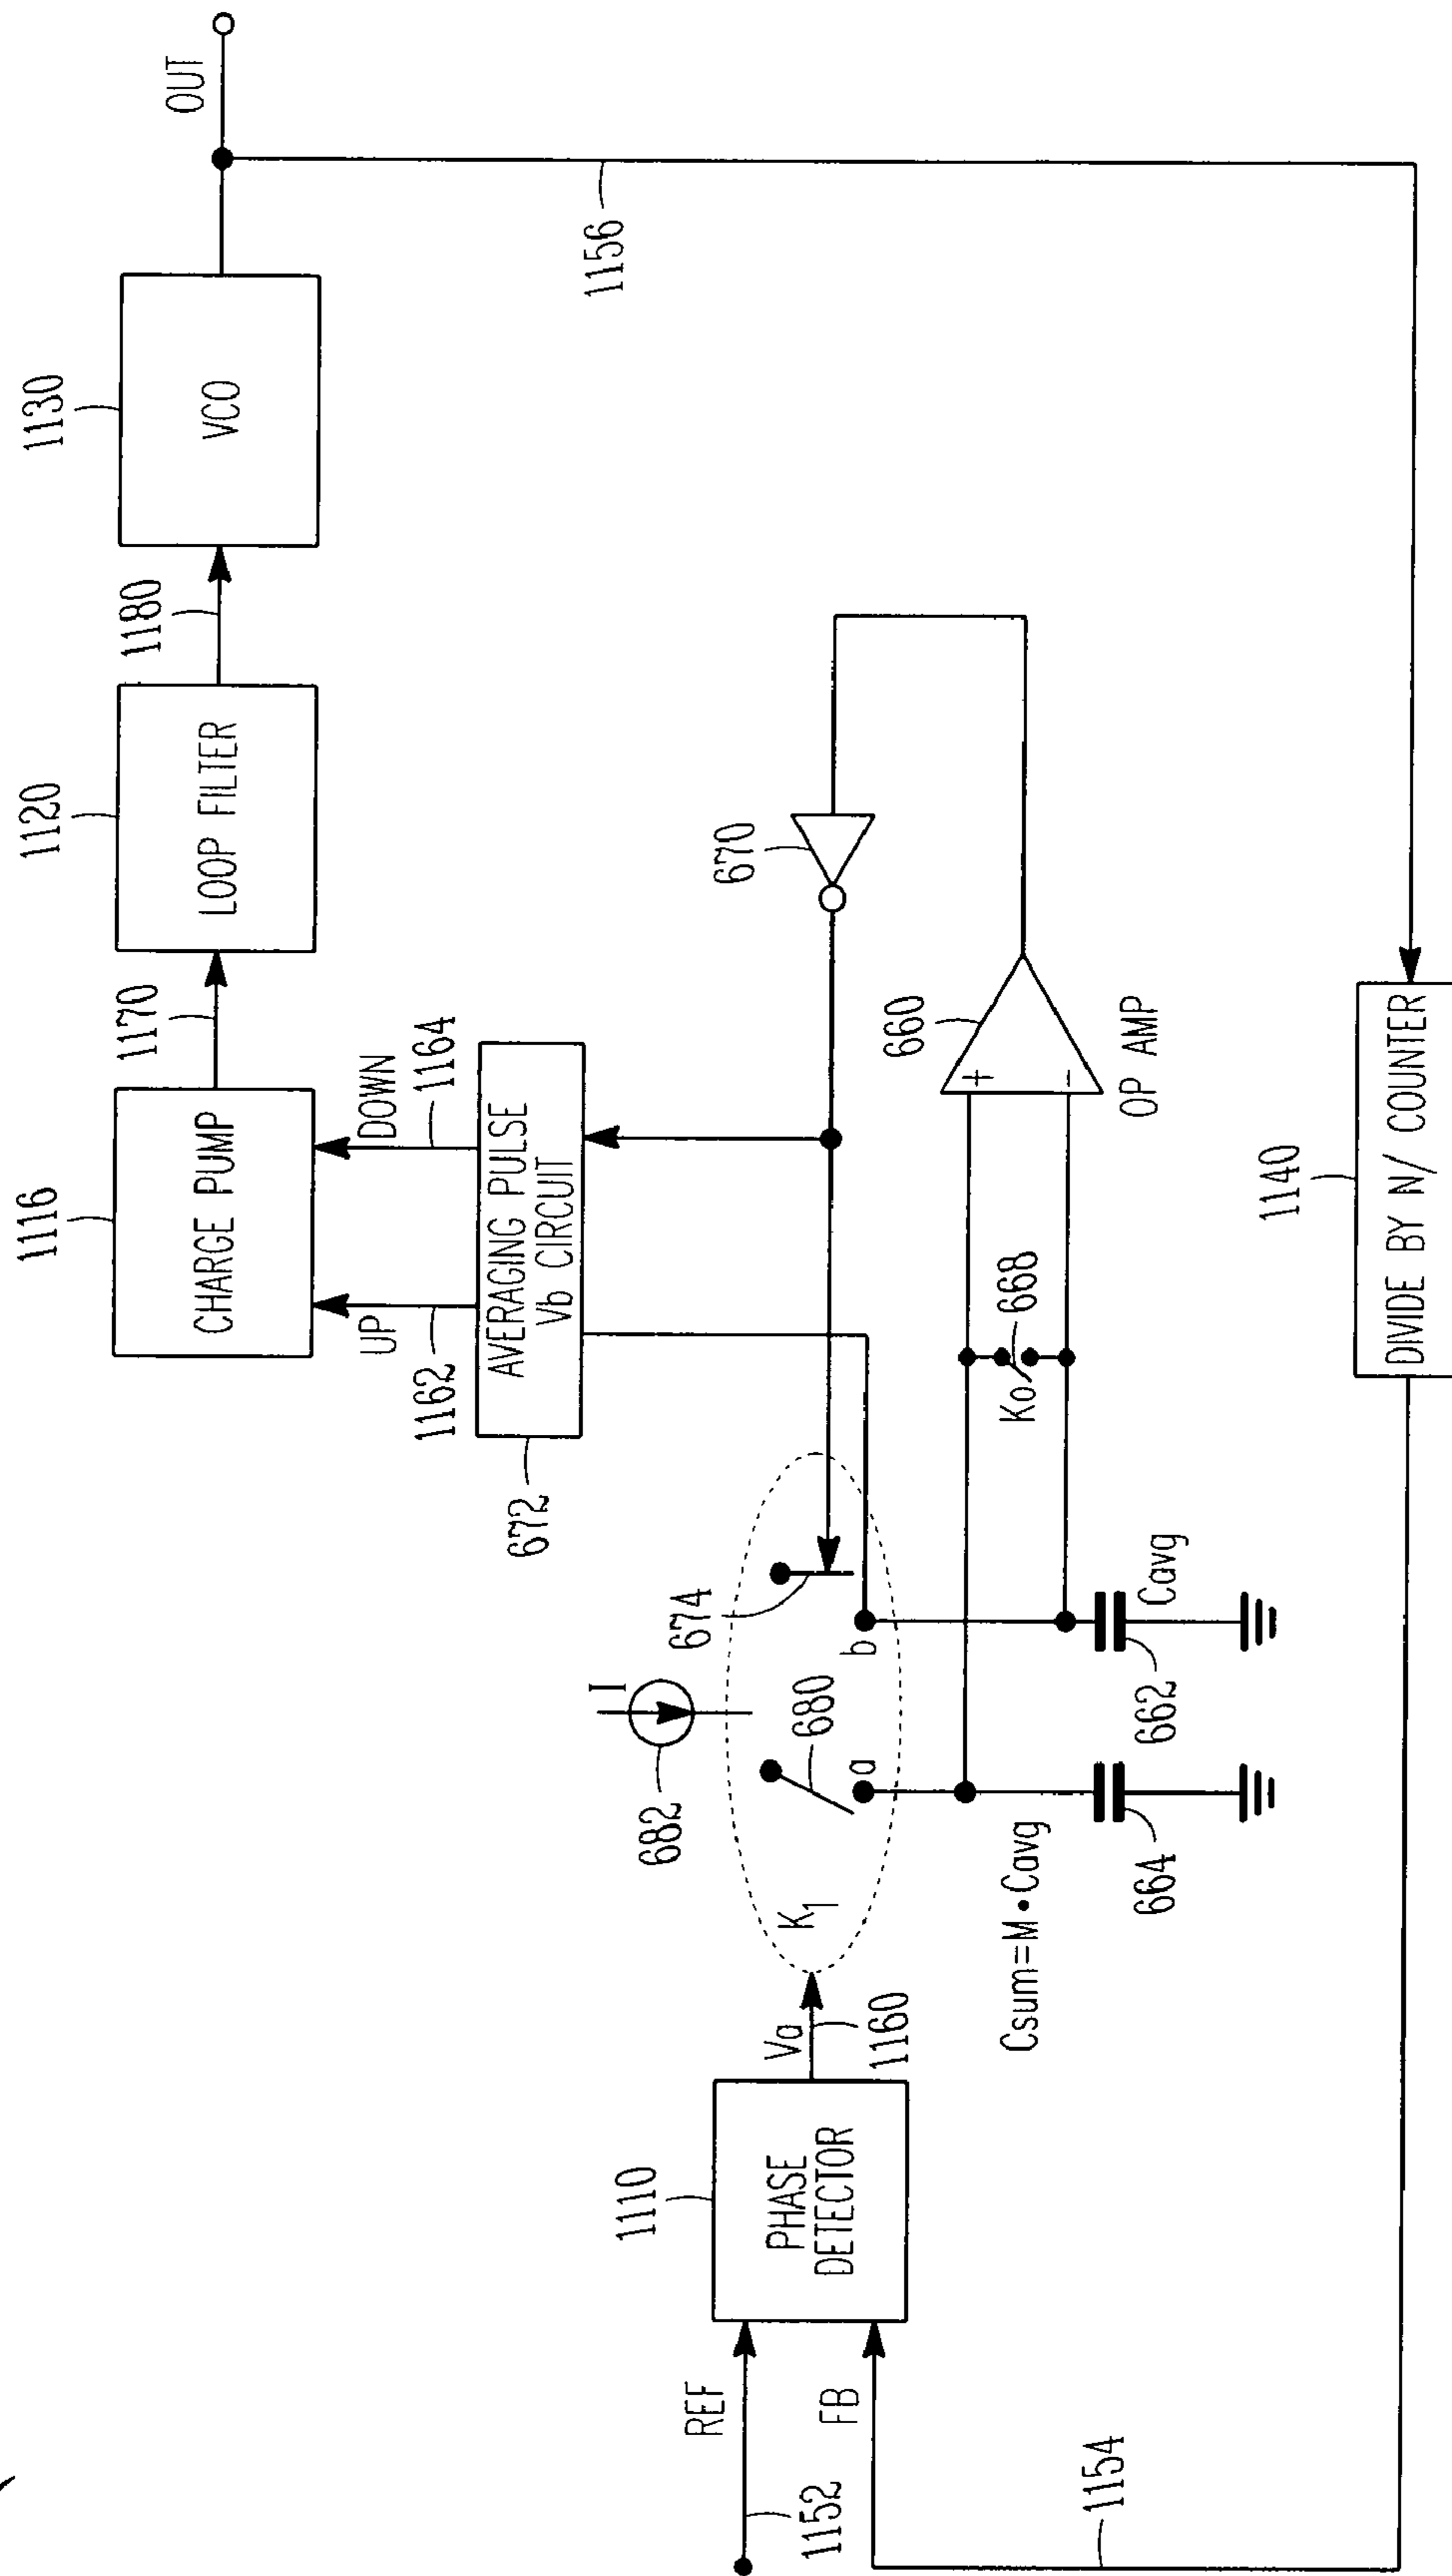 1116
CHARGE PUMP
1170
1120
LOOP FILTER
1180
1130
VCO
OUT
UP
DOWN
1162
1164
1156
AVERAGING PULSE
Vb CIRCUIT
672
670
I
682
674
REF
1152
FB
1110
PHASE
DETECTOR
Va
1160
K1
680
a
b
660
+
-
OP AMP
Ko
668
Csum=M•Cavg
664
662
Cavg
1154
1140
DIVIDE BY N/ COUNTER